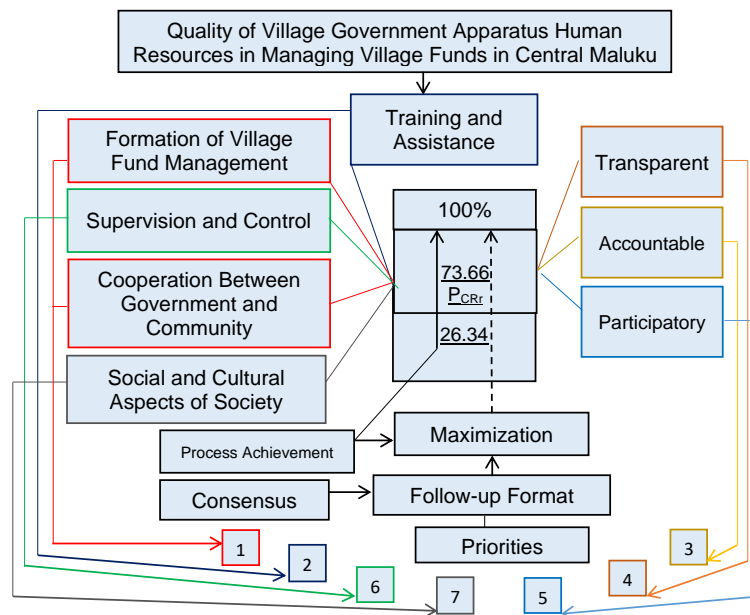 Quality of Village Government Apparatus Human
Resources in Managing Village Funds in Central Maluku
Training and
Assistance
Formation of Village
Fund Management
Supervision and Control
Cooperation Between
Government and
Community
Social and Cultural
Aspects of Society
100%
73.66
PCRr
26.34
Transparent
Accountable
Participatory
Process Achievement
Maximization
Consensus
Follow-up Format
Priorities
1
2
6
7
5
4
3